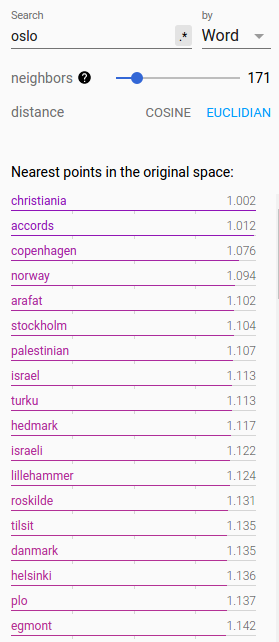 Search by
oslo .* Word
neighbors ? 171
distance COSINE EUCLIDIAN
Nearest points in the original space:
christiania 1.002
accords 1.012
copenhagen 1.076
norway 1.094
arafat 1.102
stockholm 1.104
palestinian 1.107
israel 1.113
turku 1.113
hedmark 1.117
israeli 1.122
lillehammer 1.124
roskilde 1.131
tilsit 1.135
danmark 1.135
helsinki 1.136
plo 1.137
egmont 1.142